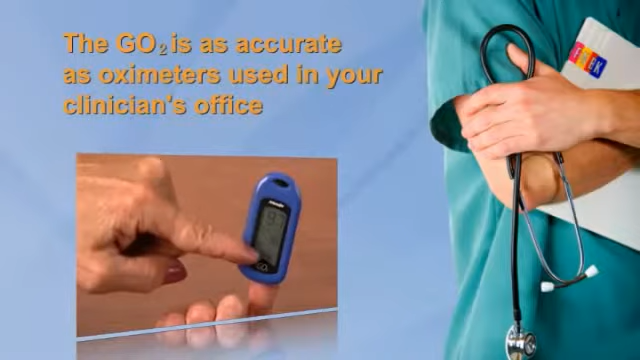 The GO₂ is as accurate
as oximeters used in your
clinician's office